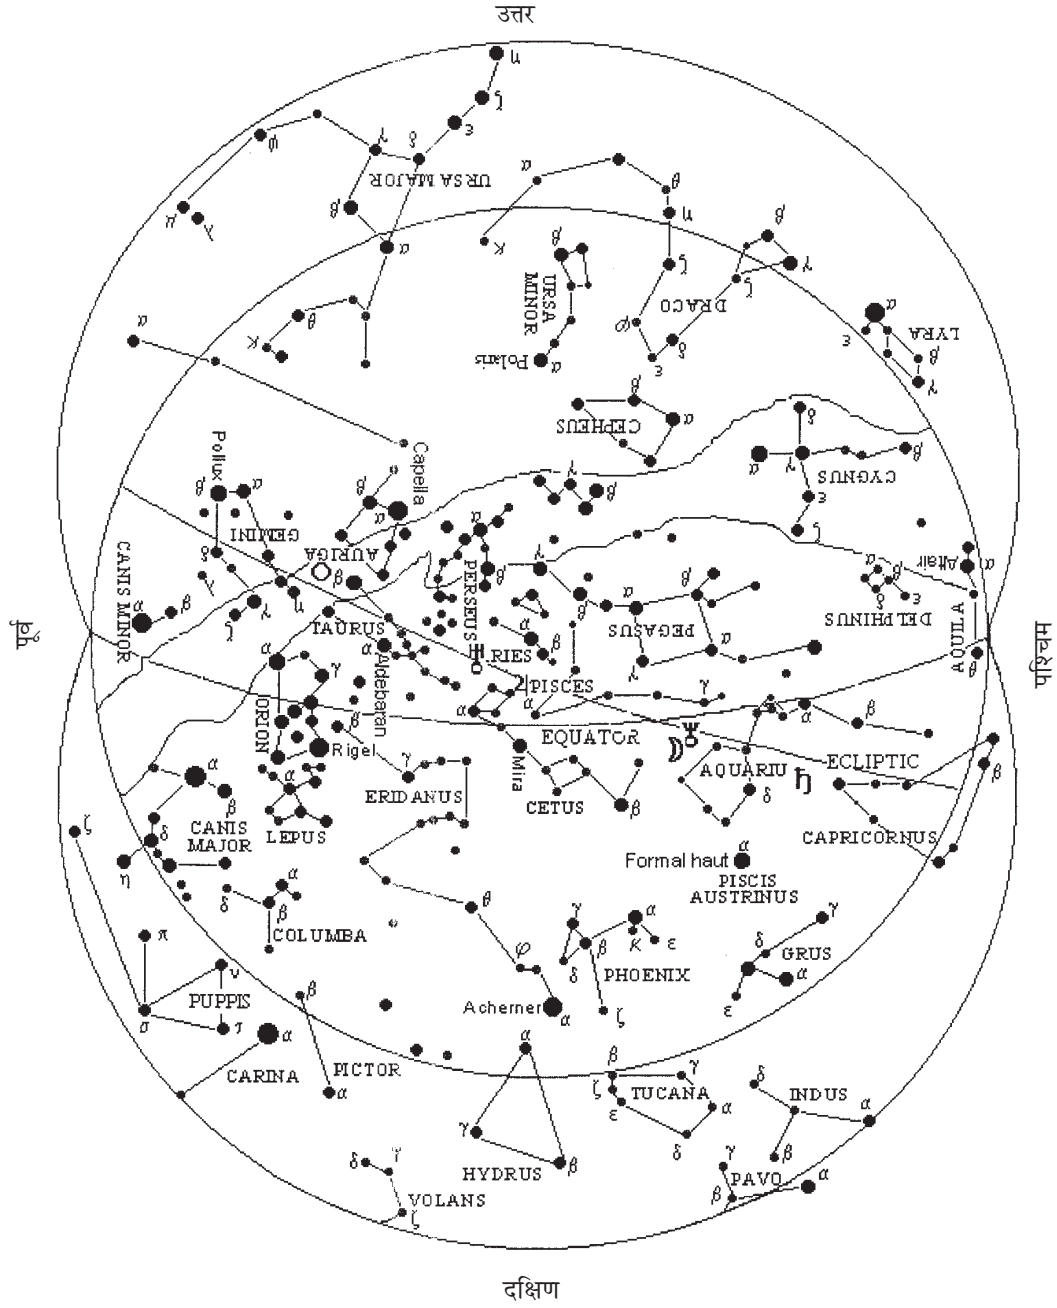 उत्तर
η
ζ
ε
δ
γ
φ
URSA MAJOR
β
α
μ
λ
α
θ
η
κ
β
ζ
URSA
MINOR
DRACO
β
γ
ζ
φ
δ
ε
Polaris
α
θ
κ
α
α
ε
LYRA
β
γ
β
α
CEPHEUS
δ
α
γ
CYGNUS
β
ε
ζ
Pollux
β
α
GEMINI
δ
λ
γ
ζ
η
Capella
β
α
AURIGA
β
α
PERSEUS
β
γ
β
γ
β
α
PEGASUS
γ
α
α
β
δ
ε
DELPHINUS
α
Altair
AQUILA
θ
पूर्व
पश्चिम
CANIS MINOR
α
β
TAURUS
α
Aldebaran
α
RIES
♃
PISCES
α
γ
α
γ
ORION
β
Rigel
EQUATOR
Mira
α
CETUS
β
α
β
AQUARIU
δ
ECLIPTIC
♄
CAPRICORNUS
β
γ
ERIDANUS
α
β
CANIS
MAJOR
δ
η
ζ
α
LEPUS
Formal haut
α
PISCIS
AUSTRINUS
α
δ
β
COLUMBA
θ
φ
Acherner
α
γ
α
κ
ε
β
δ
PHOENIX
ζ
γ
δ
GRUS
α
ε
π
ν
PUPPIS
σ
τ
β
α
CARINA
PICTOR
α
α
γ
β
HYDRUS
β
γ
ζ
TUCANA
ε
α
δ
δ
INDUS
α
β
γ
PAVO
α
β
δ
γ
VOLANS
ζ
दक्षिण